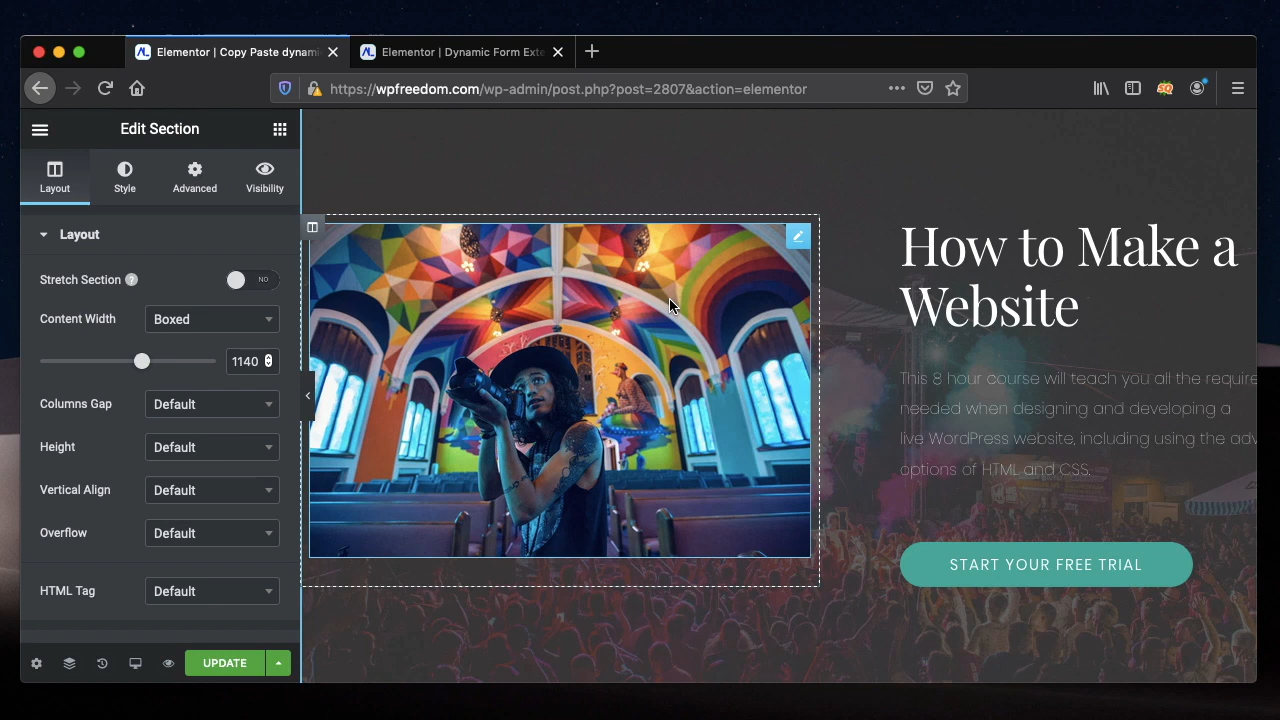 Elementor | Copy Paste dynami
Elementor | Dynamic Form Exte
https://wpfreedom.com/wp-admin/post.php?post=2807&action=elementor
Edit Section
Layout
Style
Advanced
Visibility
Layout
Stretch Section ?
NO
Content Width
Boxed
1140
Columns Gap
Default
Height
Default
Vertical Align
Default
Overflow
Default
HTML Tag
Default
UPDATE
How to Make a
Website
This 8 hour course will teach you all the require
needed when designing and developing a
live WordPress website, including using the adv
options of HTML and CSS.
START YOUR FREE TRIAL